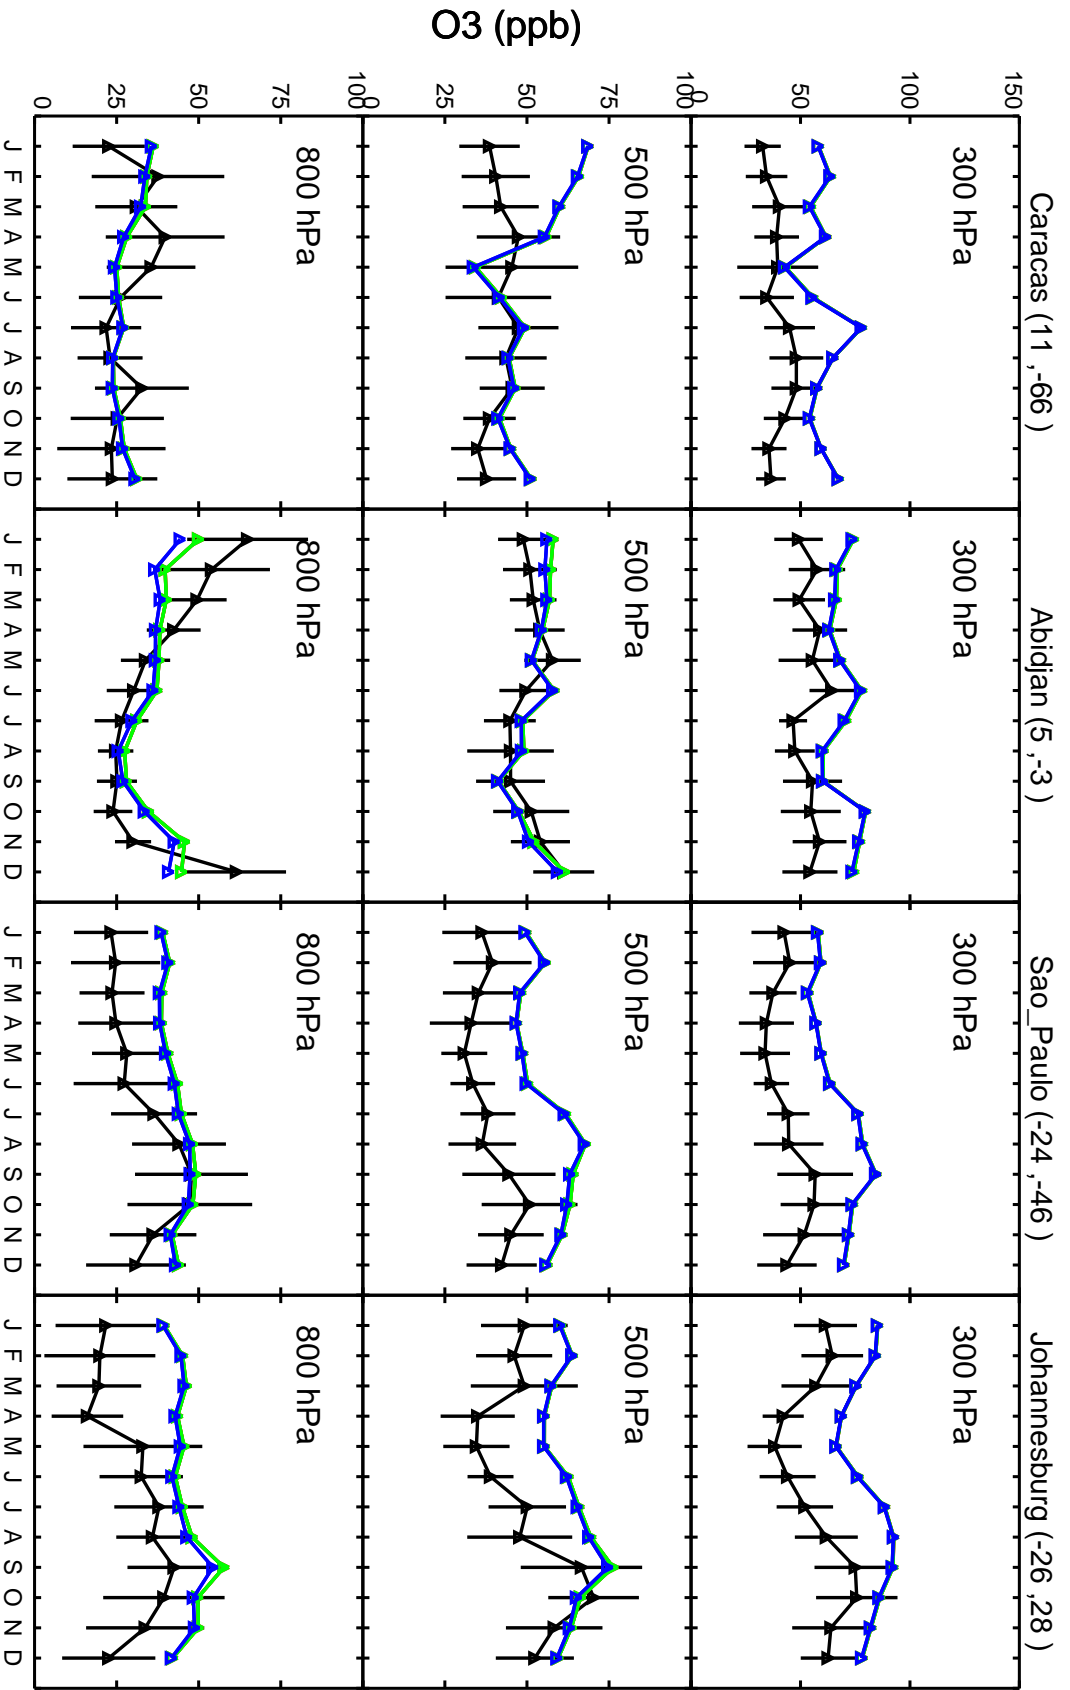 Caracas (11 ,-66 ) Abidjan (5 ,-3 ) Sao_Paulo (-24 ,-46 ) Johannesburg (-26 ,28 )
150
300 hPa 300 hPa 300 hPa 300 hPa
100
50
0
100
500 hPa 500 hPa 500 hPa 500 hPa
75
50
25
0
100
800 hPa 800 hPa 800 hPa 800 hPa
75
50
25
0
J F M A M J J A S O N D J F M A M J J A S O N D J F M A M J J A S O N D J F M A M J J A S O N D
O3 (ppb)